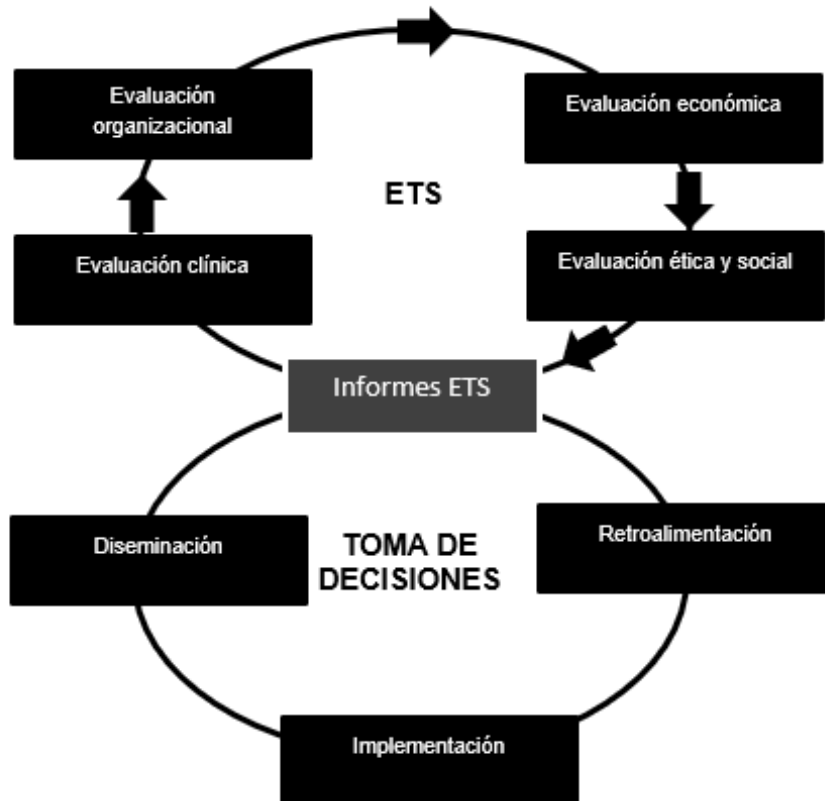 Evaluación
organizacional
Evaluación económica
ETS
Evaluación clínica
Evaluación ética y social
Informes ETS
Diseminación
TOMA DE
DECISIONES
Retroalimentación
Implementación